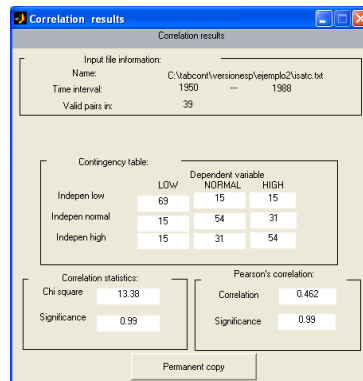 Correlation results
Correlation results
Input file information:
Name: C:\tabcont\versionesp\ejemplo2\isatc.txt
Time interval: 1950 ... 1988
Valid pairs in: 39
Contingency table:
Dependent variable
LOW NORMAL HIGH
Indepen low 69 15 15
Indepen normal 15 54 31
Indepen high 15 31 54
Correlation statistics:
Chi square 13.38
Significance 0.99
Pearson's correlation:
Correlation 0.462
Significance 0.99
Permanent copy